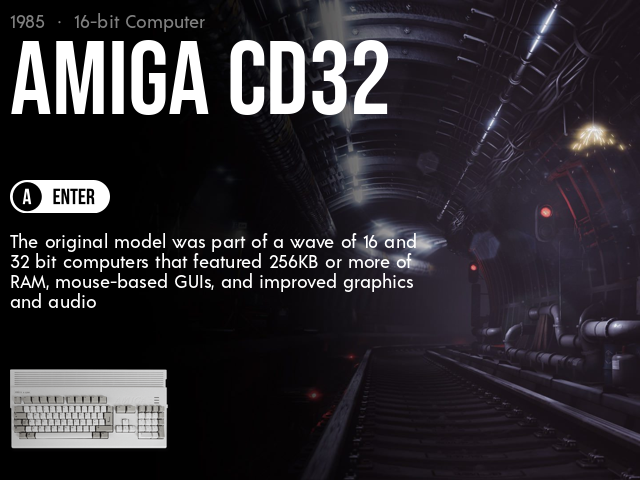 1985 · 16-bit Computer
AMIGA CD32
A ENTER
The original model was part of a wave of 16 and
32 bit computers that featured 256KB or more of
RAM, mouse-based GUIs, and improved graphics
and audio